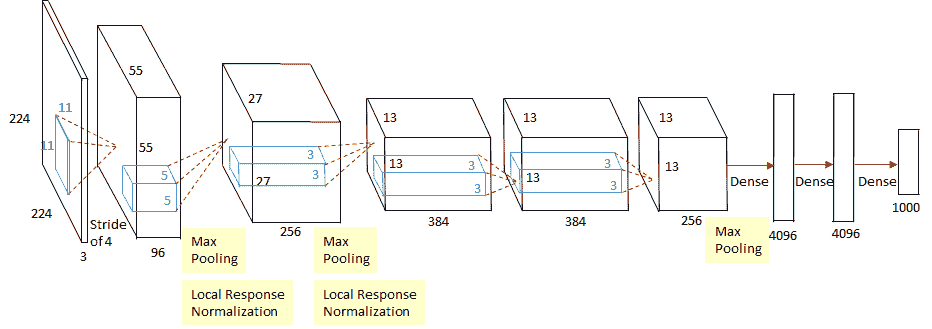 224
224
3
11
11
Stride
of 4
55
55
5
5
96
Max
Pooling
Local Response
Normalization
27
27
3
3
256
Max
Pooling
Local Response
Normalization
13
13
3
3
384
13
13
3
3
384
13
13
256
Max
Pooling
Dense
4096
Dense
4096
Dense
1000